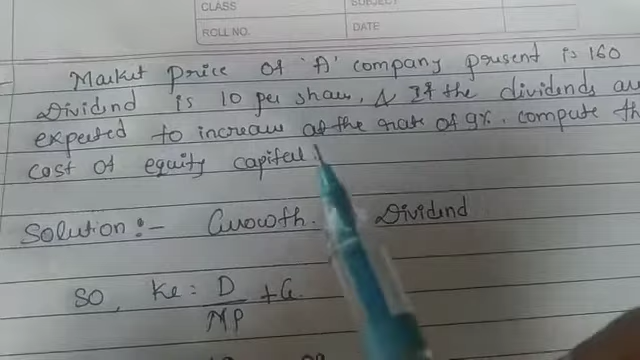 CLASS
SUBJECT
ROLL NO.
DATE
Market price of 'A' company present is 160
Dividend is 10 per share, & If the dividends are
expected to increase at the rate of 9%. compute th
cost of equity capital.
Solution:- Growth. Dividend
SO, Ke = D/MP + G.